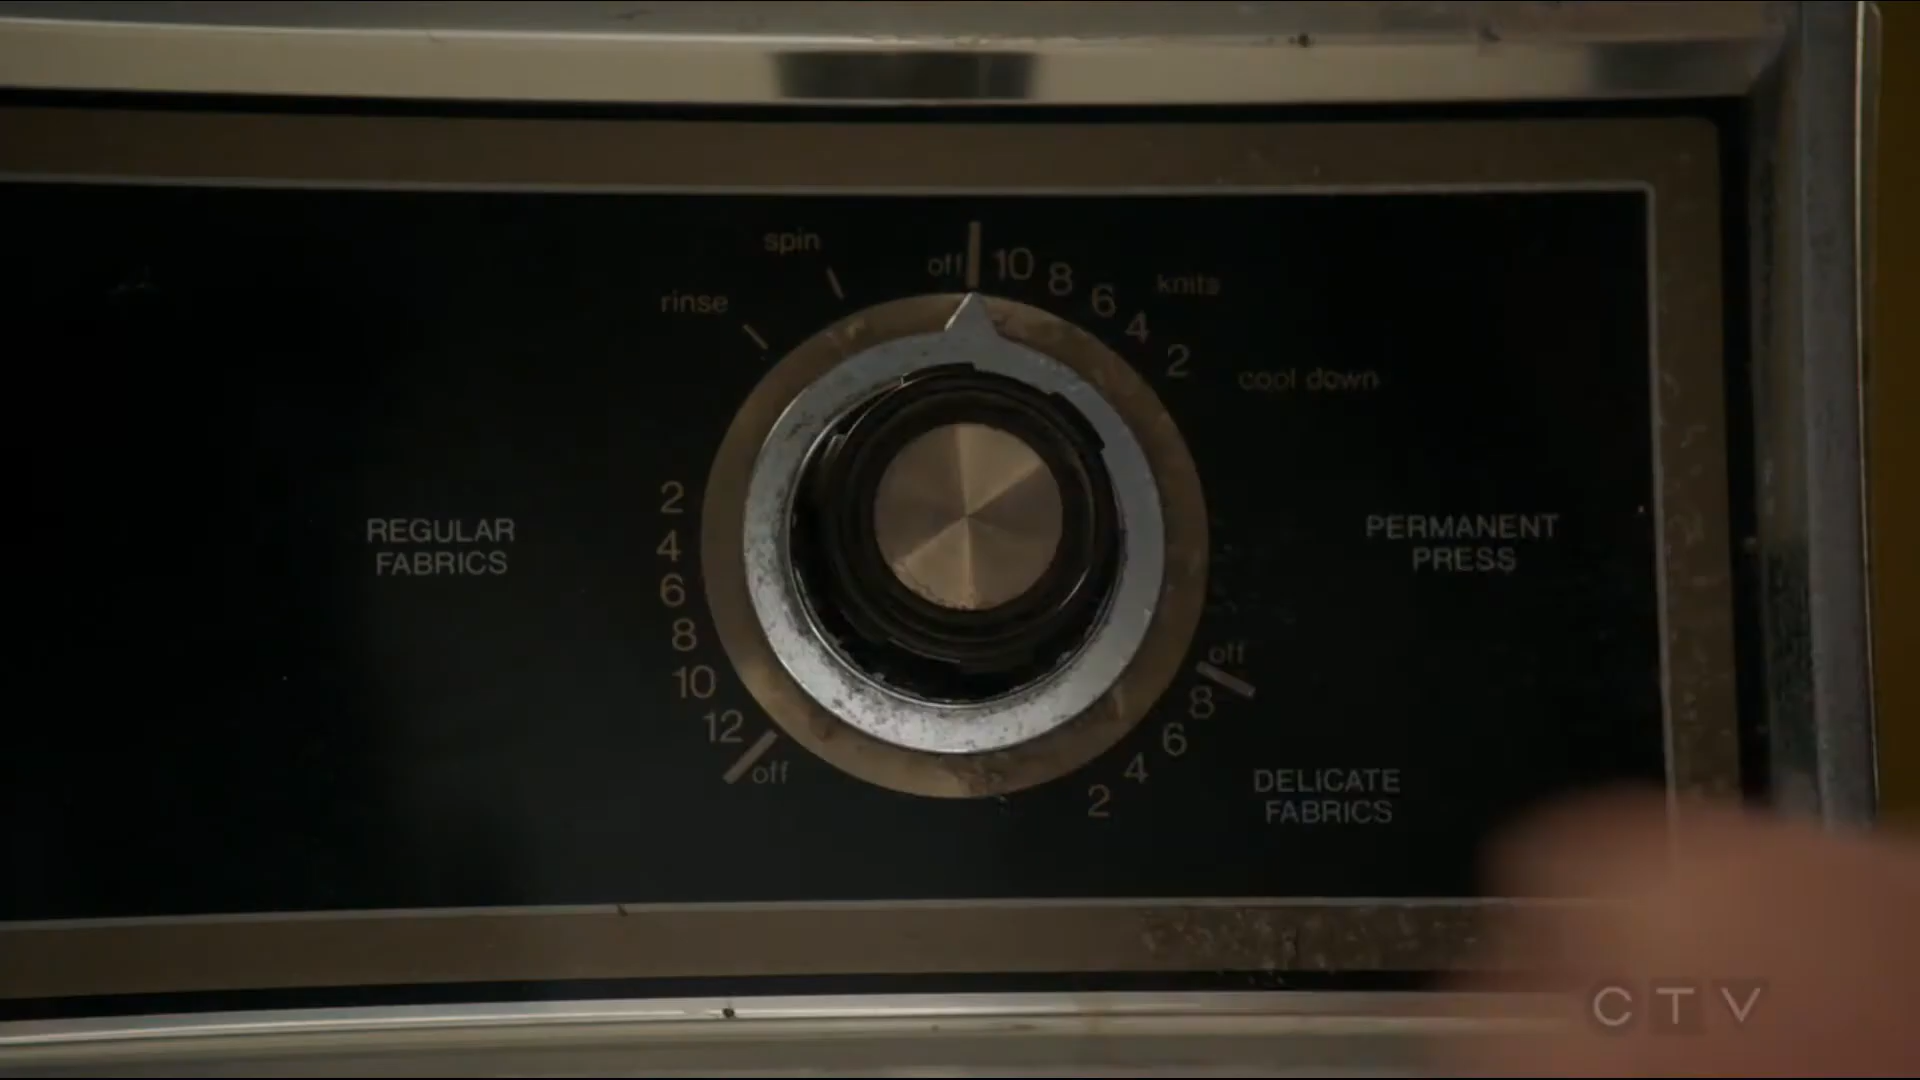 spin
off
10
8
6
4
2
knits
rinse
cool down
REGULAR
FABRICS
2
4
6
8
10
12
off
PERMANENT
PRESS
off
8
6
4
2
DELICATE
FABRICS
CTV